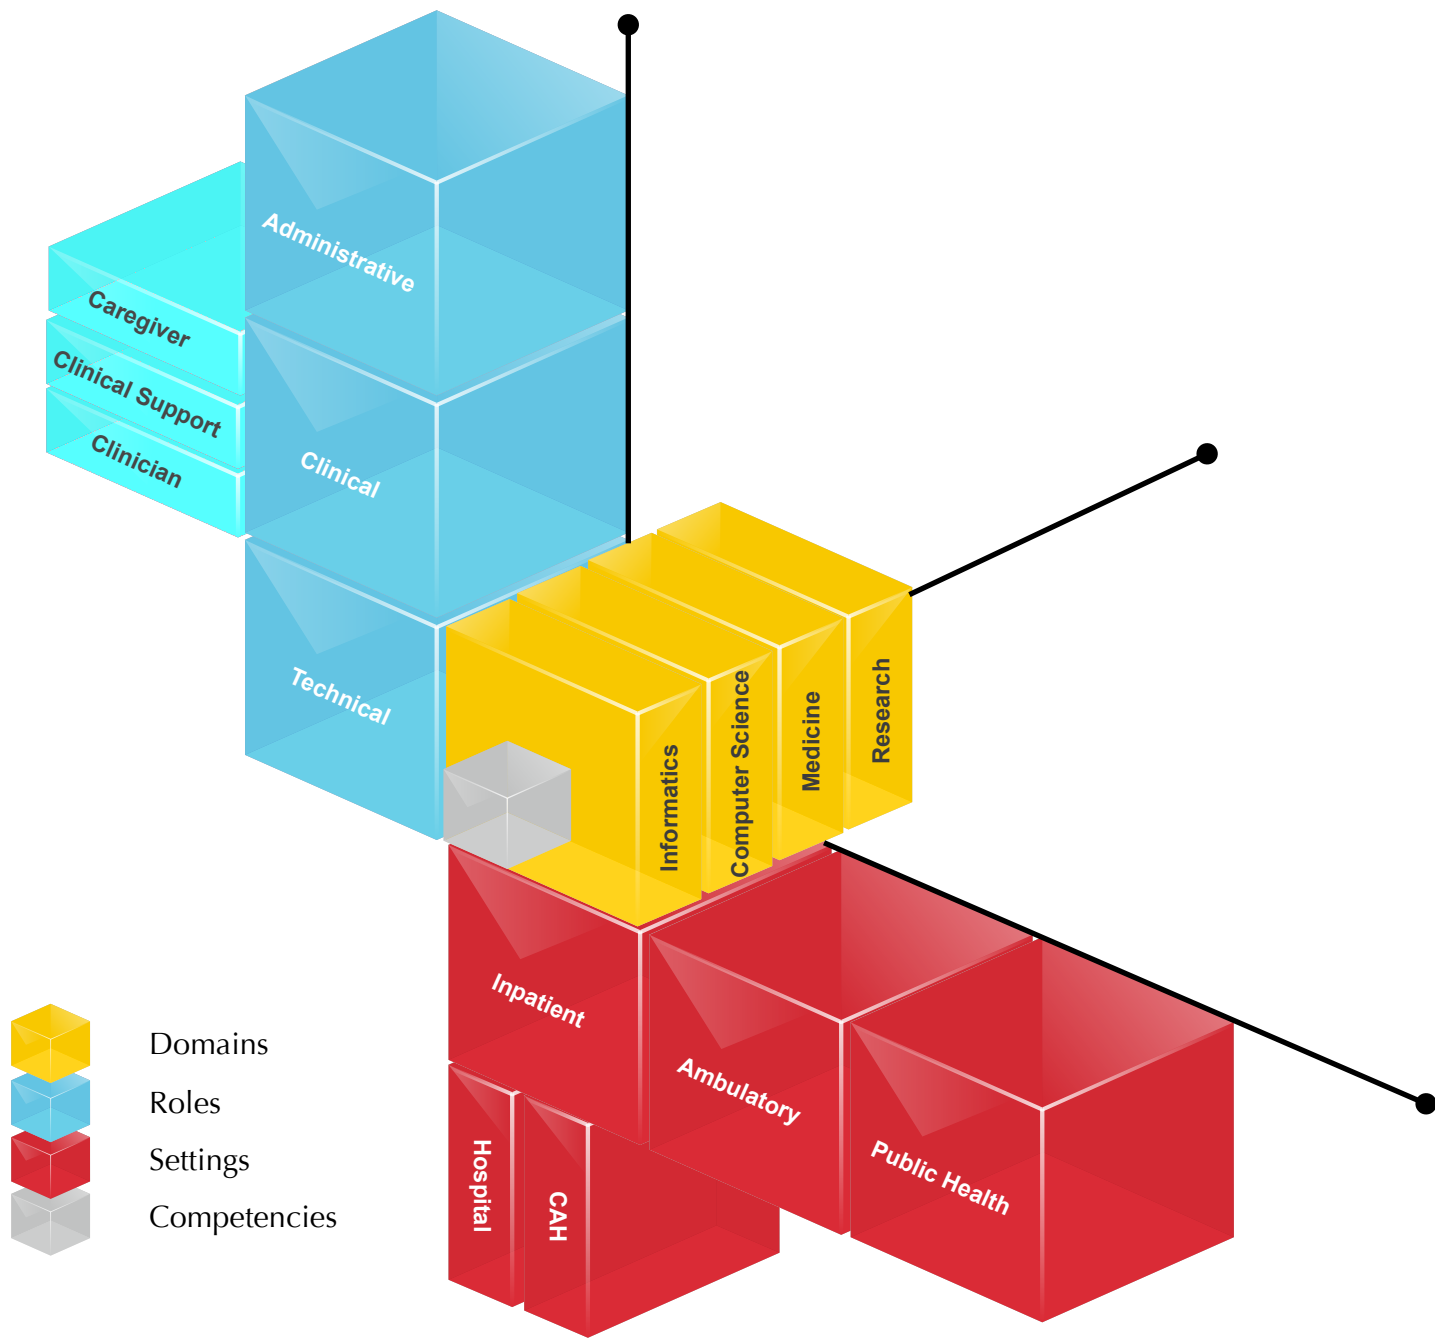 Administrative
Caregiver
Clinical Support
Clinician
Clinical
Technical
Informatics
Computer Science
Medicine
Research
Inpatient
Ambulatory
Public Health
Hospital
CAH
Domains
Roles
Settings
Competencies